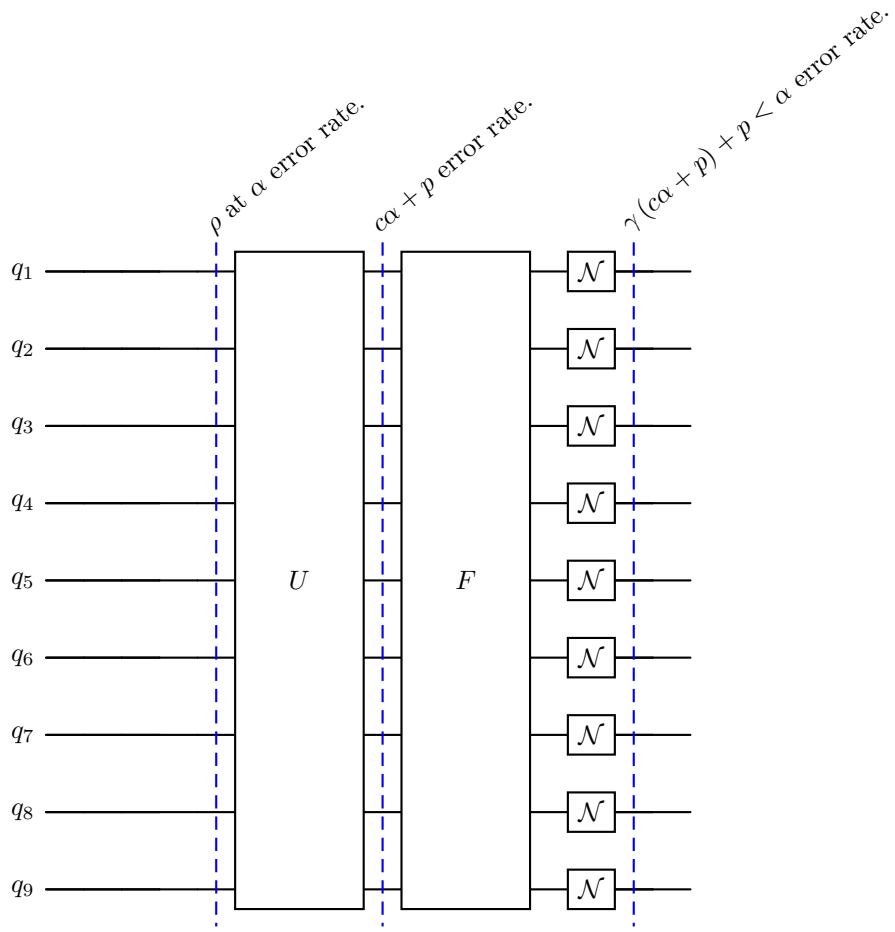 ρ at α error rate.
cα + p error rate.
γ (cα + p) + p < α error rate.
q₁ 𝒩
q₂ 𝒩
q₃ 𝒩
q₄ 𝒩
q₅ U F 𝒩
q₆ 𝒩
q₇ 𝒩
q₈ 𝒩
q₉ 𝒩